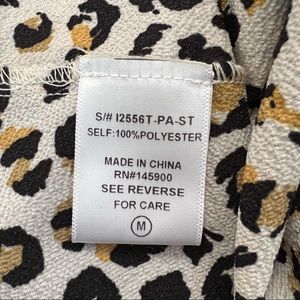 S/# I2556T-PA-ST
SELF:100%POLYESTER
MADE IN CHINA
RN#145900
SEE REVERSE
FOR CARE
M